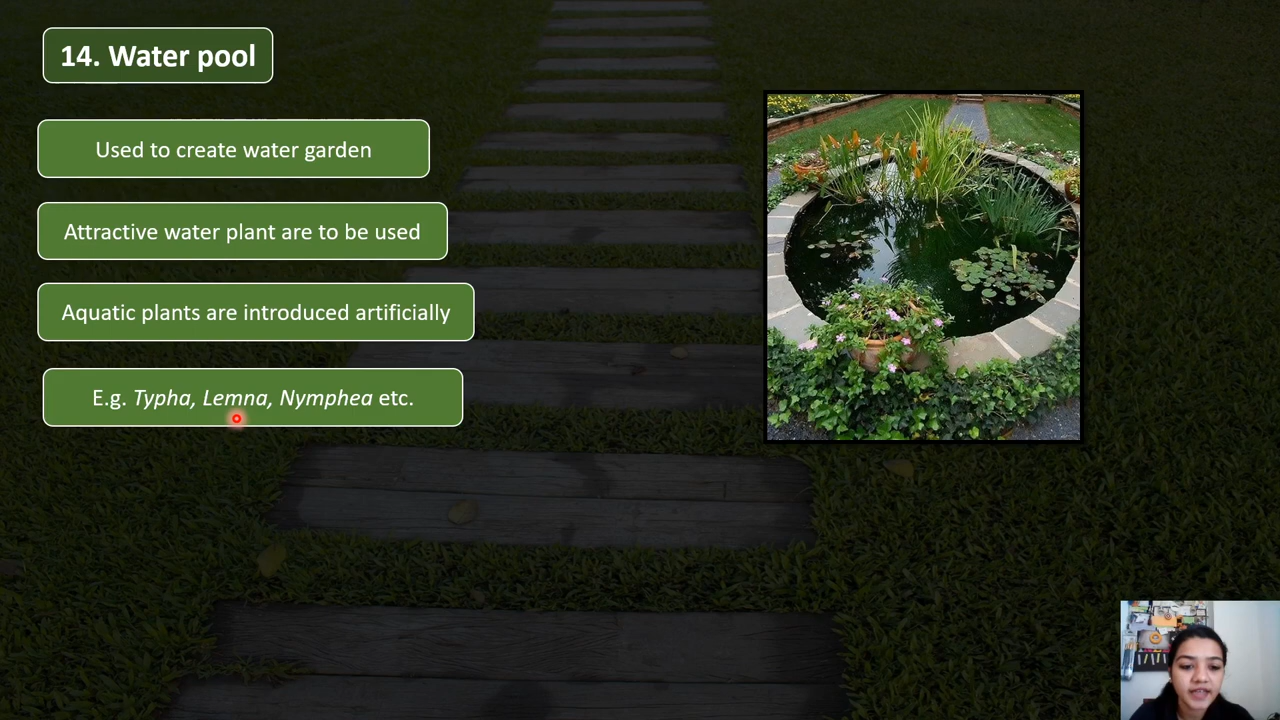 14. Water pool
Used to create water garden
Attractive water plant are to be used
Aquatic plants are introduced artificially
E.g. Typha, Lemna, Nymphea etc.